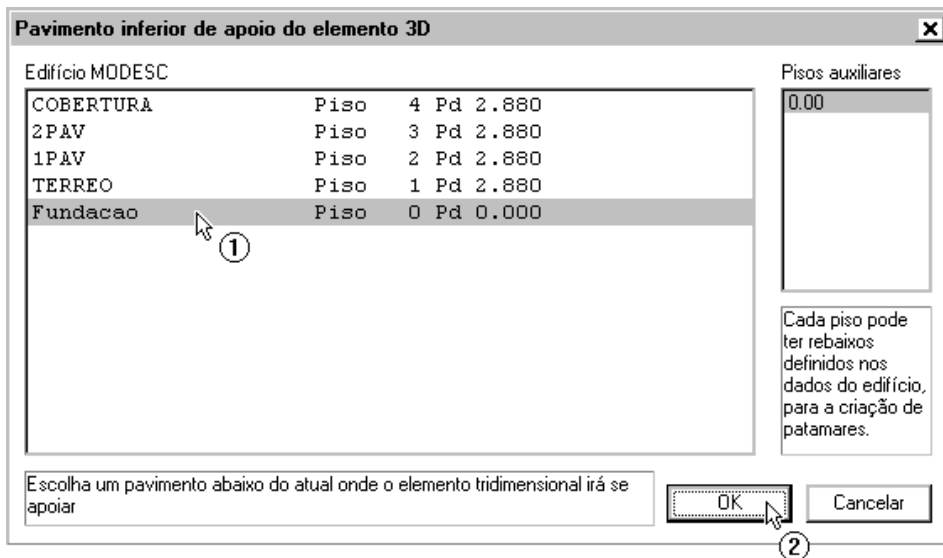 Pavimento inferior de apoio do elemento 3D
Edifício MODESC
Pisos auxiliares
COBERTURA Piso 4 Pd 2.880
2PAV Piso 3 Pd 2.880
1PAV Piso 2 Pd 2.880
TERREO Piso 1 Pd 2.880
Fundacao Piso 0 Pd 0.000
1
0.00
Cada piso pode
ter rebaixos
definidos nos
dados do edifício,
para a criação de
patamares.
Escolha um pavimento abaixo do atual onde o elemento tridimensional irá se
apoiar
OK
Cancelar
2